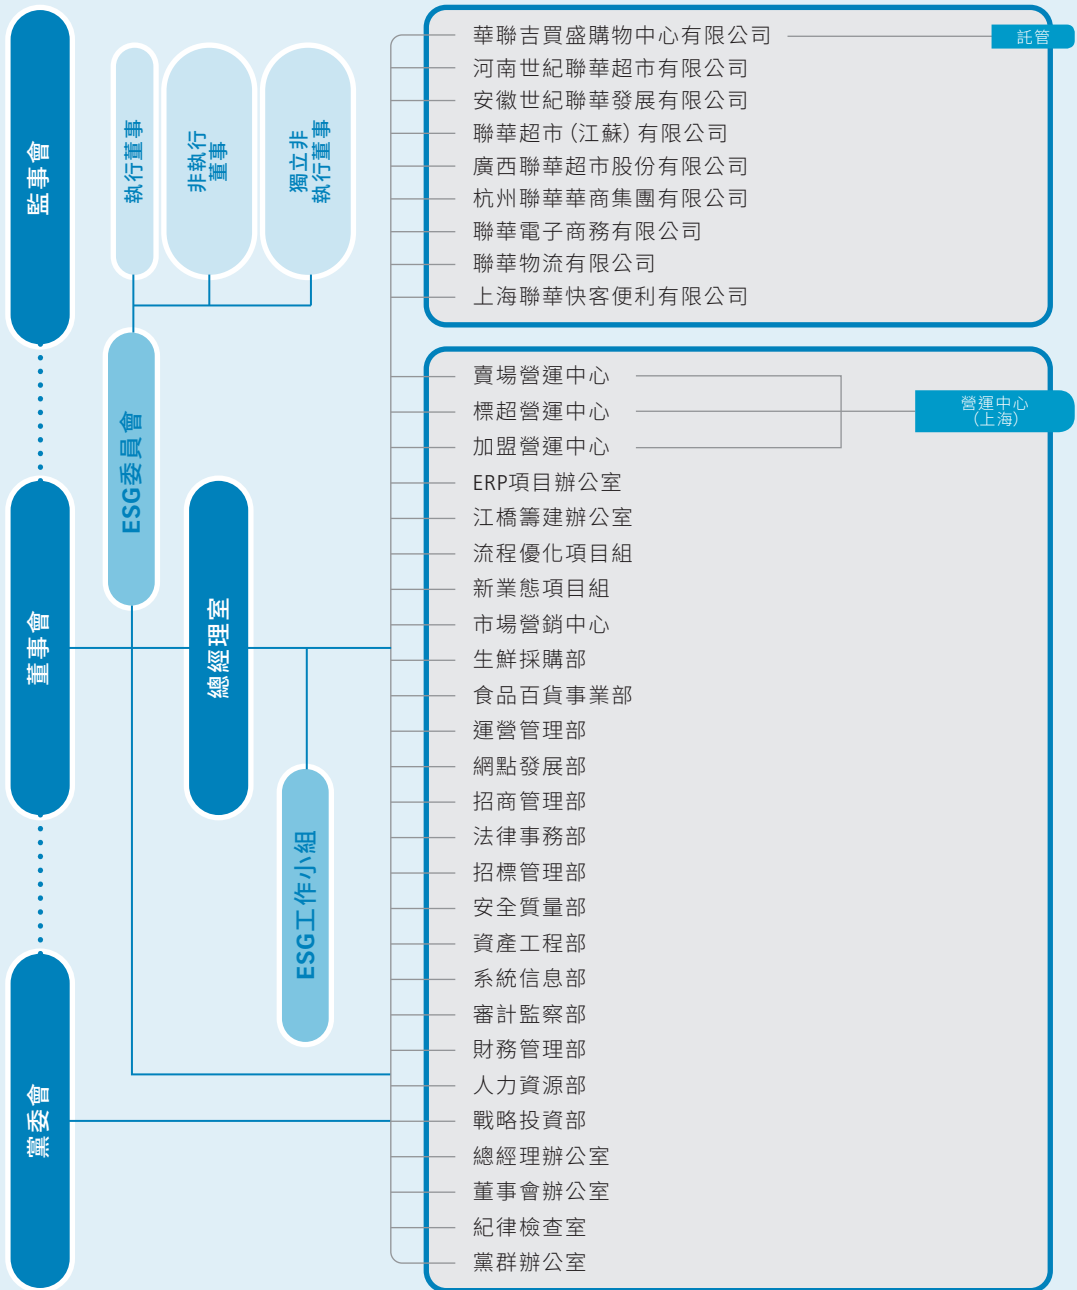 監事會
董事會
黨委會
執行董事
非執行
董事
獨立非
執行董事
ESG委員會
總經理室
ESG工作小組
華聯吉買盛購物中心有限公司
託管
河南世紀聯華超市有限公司
安徽世紀聯華發展有限公司
聯華超市（江蘇）有限公司
廣西聯華超市股份有限公司
杭州聯華華商集團有限公司
聯華電子商務有限公司
聯華物流有限公司
上海聯華快客便利有限公司
賣場營運中心
標超營運中心
加盟營運中心
營運中心
（上海）
ERP項目辦公室
江橋籌建辦公室
流程優化項目組
新業態項目組
市場營銷中心
生鮮採購部
食品百貨事業部
運營管理部
網點發展部
招商管理部
法律事務部
招標管理部
安全質量部
資產工程部
系統信息部
審計監察部
財務管理部
人力資源部
戰略投資部
總經理辦公室
董事會辦公室
紀律檢查室
黨群辦公室